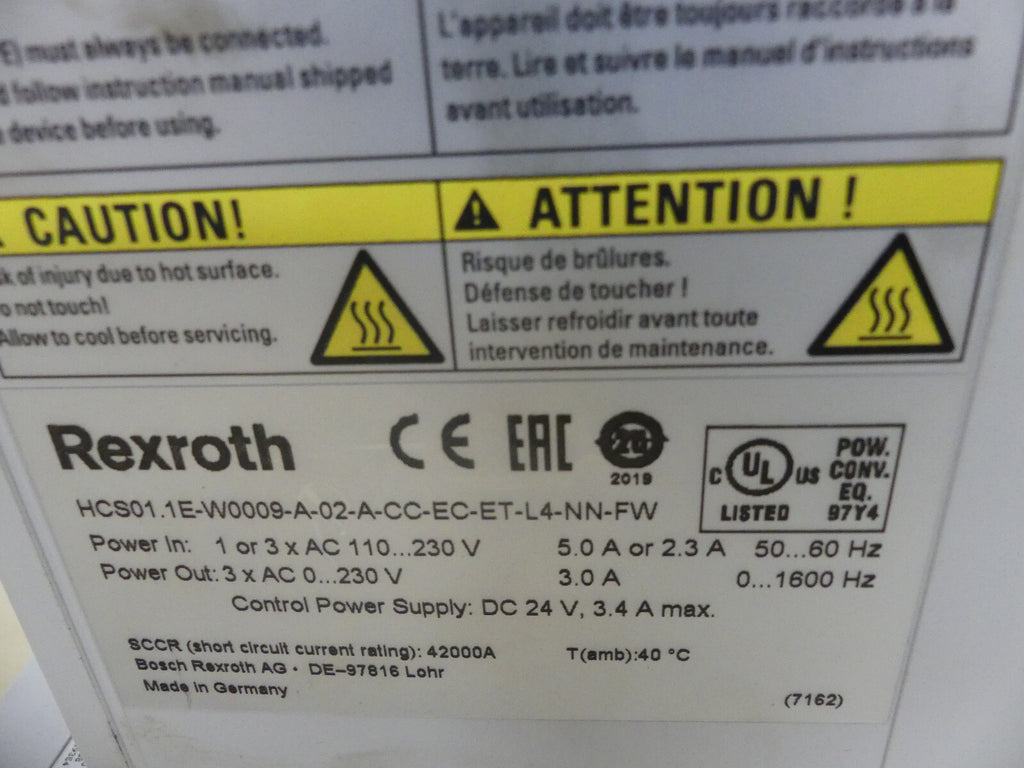 E) must always be connected.
follow instruction manual shipped
device before using.
L'appareil doit être toujours raccordé à la
terre. Lire et suivre le manuel d'instructions
avant utilisation.
CAUTION!
sk of injury due to hot surface.
o not touch!
Allow to cool before servicing.
ATTENTION !
Risque de brûlures.
Défense de toucher !
Laisser refroidir avant toute
intervention de maintenance.
Rexroth
CE EAC 20
2019
C UL US
LISTED
POW.
CONV.
EQ.
97Y4
HCS01.1E-W0009-A-02-A-CC-EC-ET-L4-NN-FW
Power In: 1 or 3 x AC 110...230 V 5.0 A or 2.3 A 50...60 Hz
Power Out: 3 x AC 0...230 V 3.0 A 0...1600 Hz
Control Power Supply: DC 24 V, 3.4 A max.
SCCR (short circuit current rating): 42000A T(amb):40 °C
Bosch Rexroth AG • DE-97816 Lohr
Made in Germany
(7162)